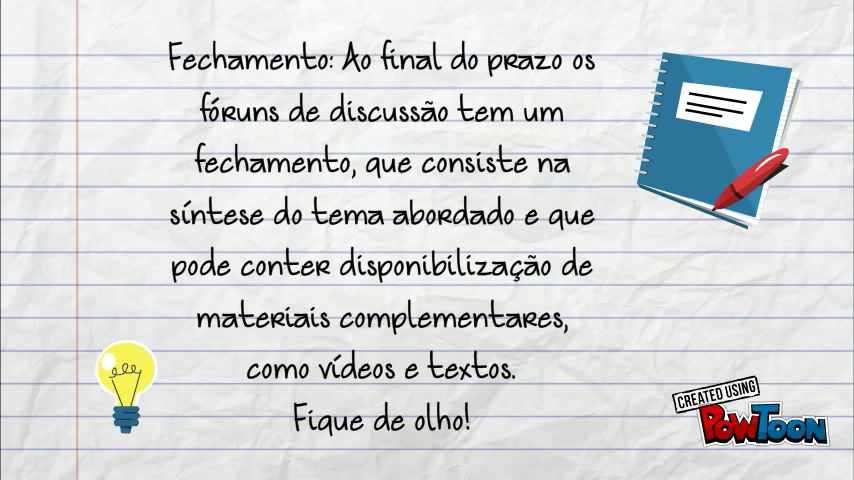 Fechamento: Ao final do prazo os
fóruns de discussão tem um
fechamento, que consiste na
síntese do tema abordado e que
pode conter disponibilização de
materiais complementares,
como vídeos e textos.
Fique de olho!
CREATED USING
POWTOON